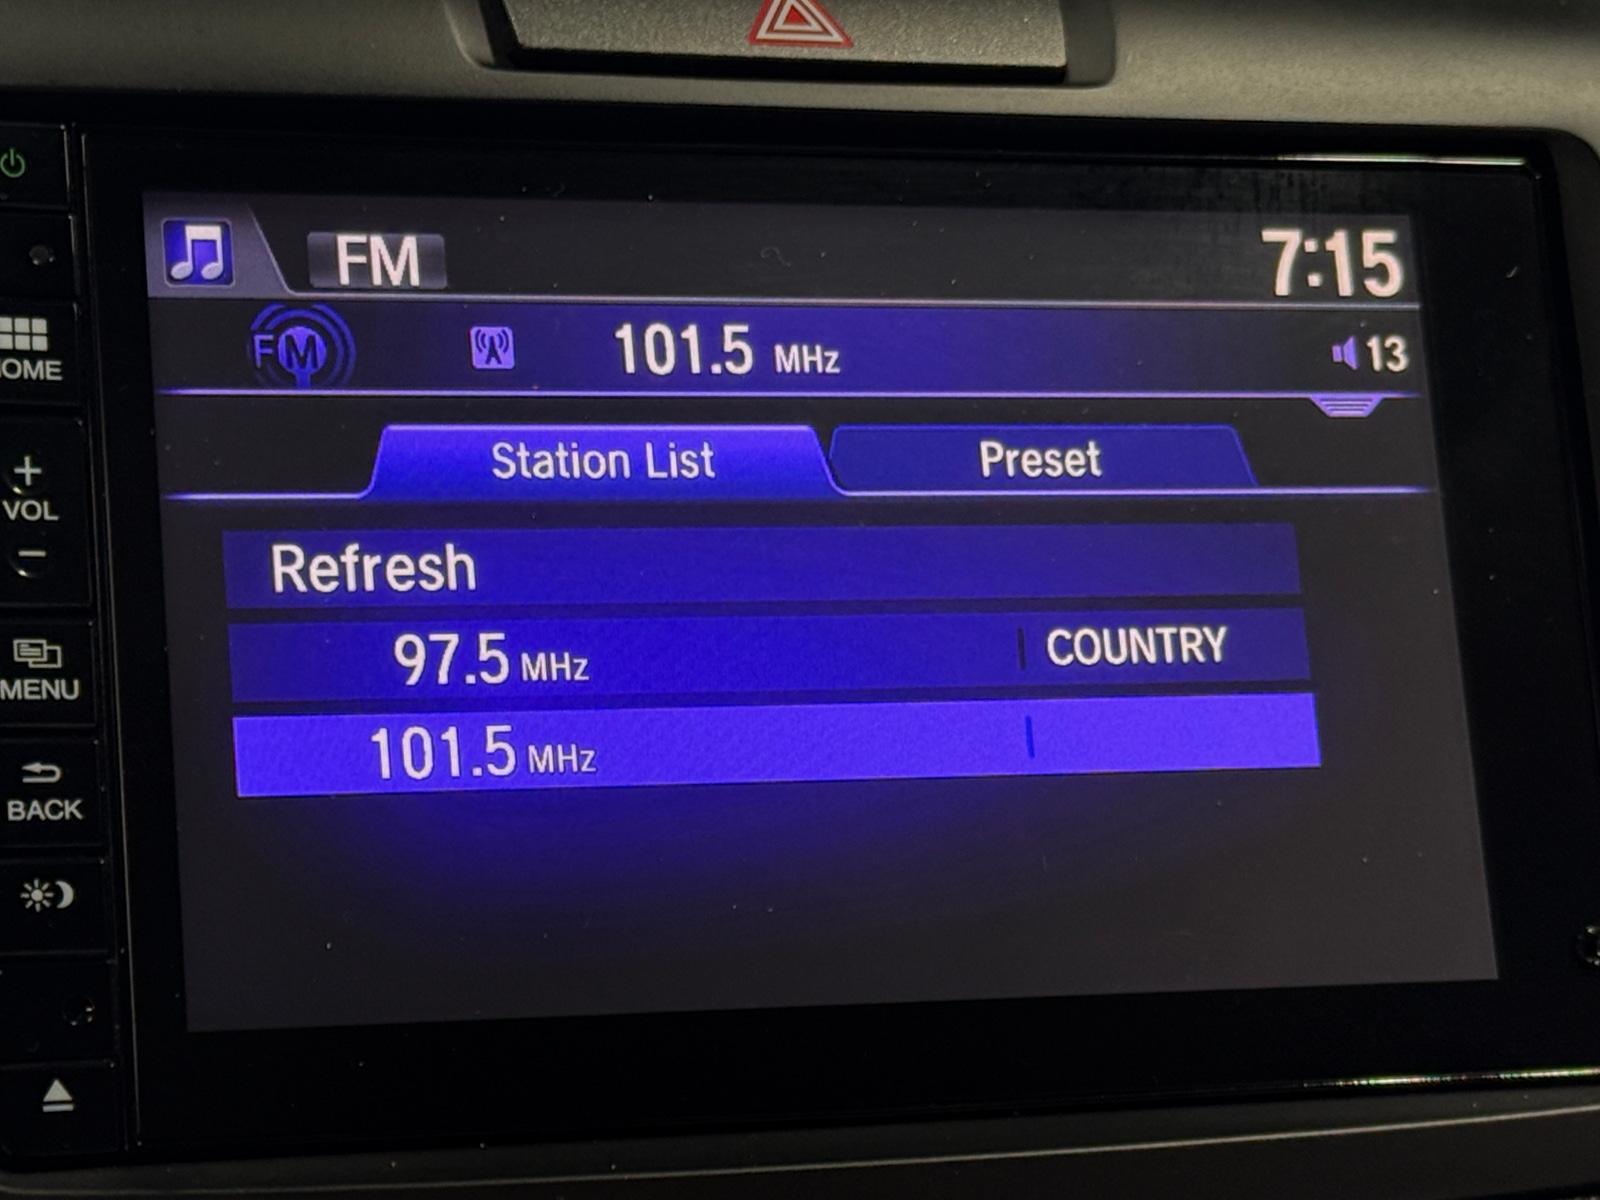 FM
7:15
FM
101.5 MHz
13
Station List
Preset
Refresh
97.5 MHz
COUNTRY
101.5 MHz
VOL
MENU
BACK